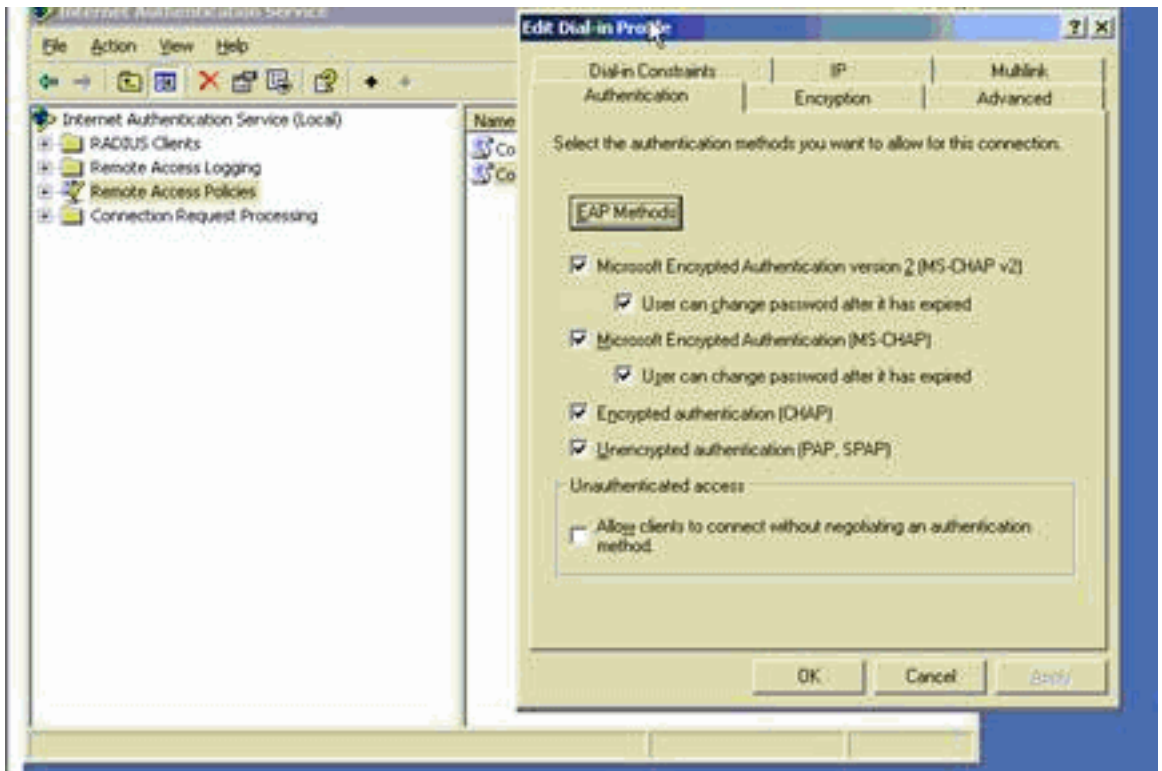 Internet Authentication Service
File Action View Help
Internet Authentication Service (Local)
RADIUS Clients
Remote Access Logging
Remote Access Policies
Connection Request Processing
Name
Co
Co
Edit Dial-in Profile
Dial-in Constraints IP Multilink
Authentication Encryption Advanced
Select the authentication methods you want to allow for this connection.
EAP Methods
Microsoft Encrypted Authentication version 2 (MS-CHAP v2)
User can change password after it has expired
Microsoft Encrypted Authentication (MS-CHAP)
User can change password after it has expired
Encrypted authentication (CHAP)
Unencrypted authentication (PAP, SPAP)
Unauthenticated access
Allow clients to connect without negotiating an authentication
method.
OK Cancel Apply